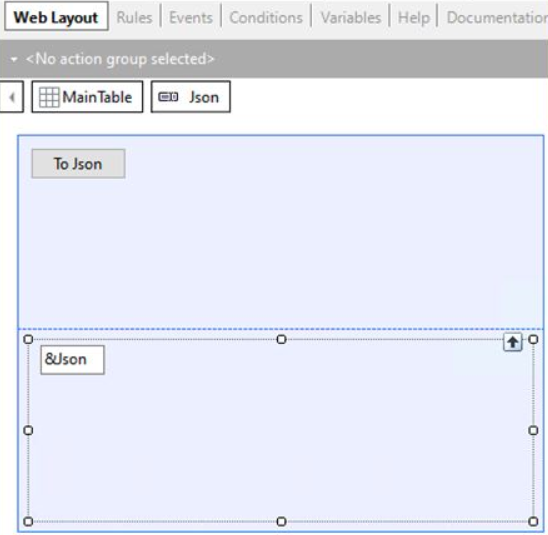 Web Layout Rules Events Conditions Variables Help Documentation
<No action group selected>
MainTable Json
To Json
&Json